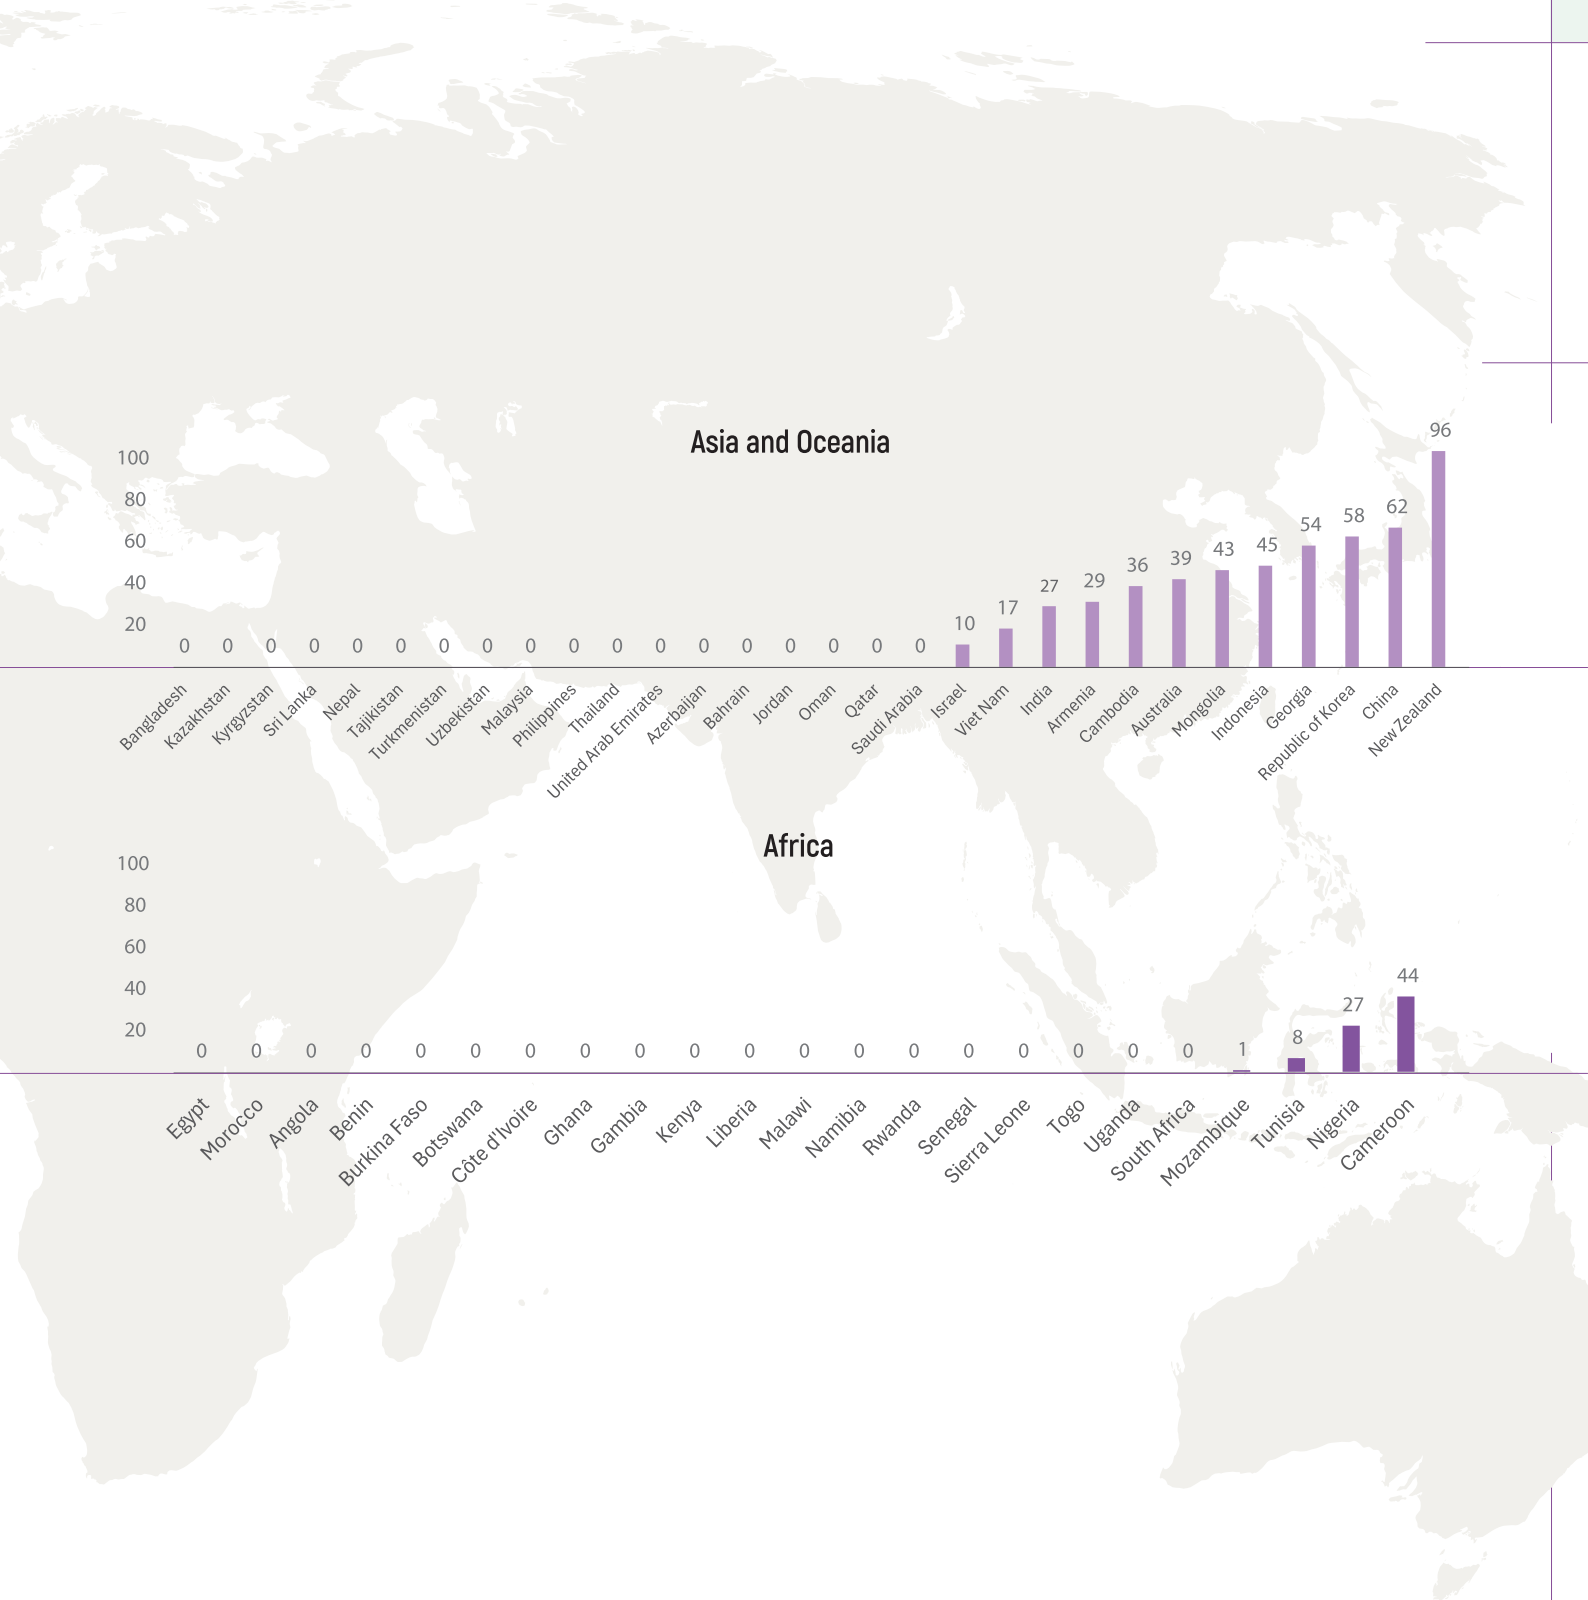 Asia and Oceania
100
80
60
40
20
0 0 0 0 0 0 0 0 0 0 0 0 0 0 0 0 0 0 10 17 27 29 36 39 43 45 54 58 62 96
Bangladesh Kazakhstan Kyrgyzstan Sri Lanka Nepal Tajikistan Turkmenistan Uzbekistan Malaysia Philippines Thailand United Arab Emirates Azerbaijan Bahrain Jordan Oman Qatar Saudi Arabia Israel Viet Nam India Armenia Cambodia Australia Mongolia Indonesia Georgia Republic of Korea China New Zealand
Africa
100
80
60
40
20
0 0 0 0 0 0 0 0 0 0 0 0 0 0 0 0 0 0 0 1 8 27 44
Egypt Morocco Angola Benin Burkina Faso Botswana Côte d'Ivoire Ghana Gambia Kenya Liberia Malawi Namibia Rwanda Senegal Sierra Leone Togo Uganda South Africa Mozambique Tunisia Nigeria Cameroon